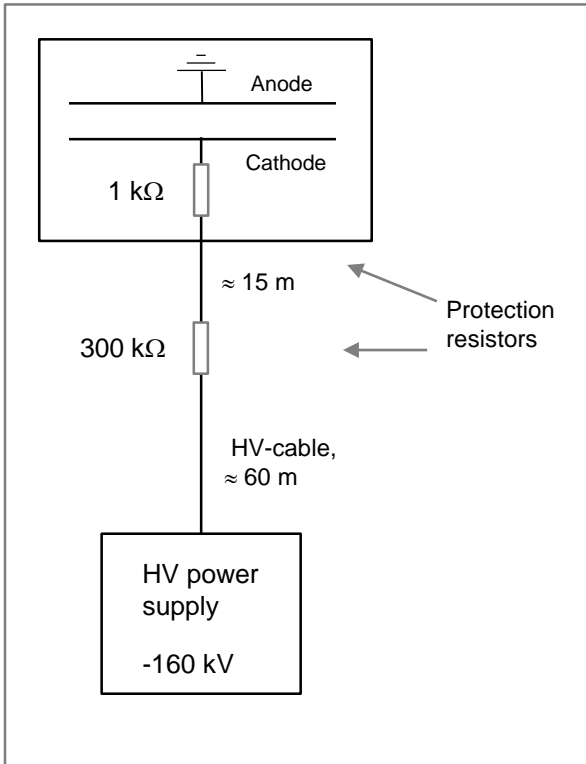 Anode
Cathode
1 kΩ
≈ 15 m
Protection
resistors
300 kΩ
HV-cable,
≈ 60 m
HV power
supply
-160 kV